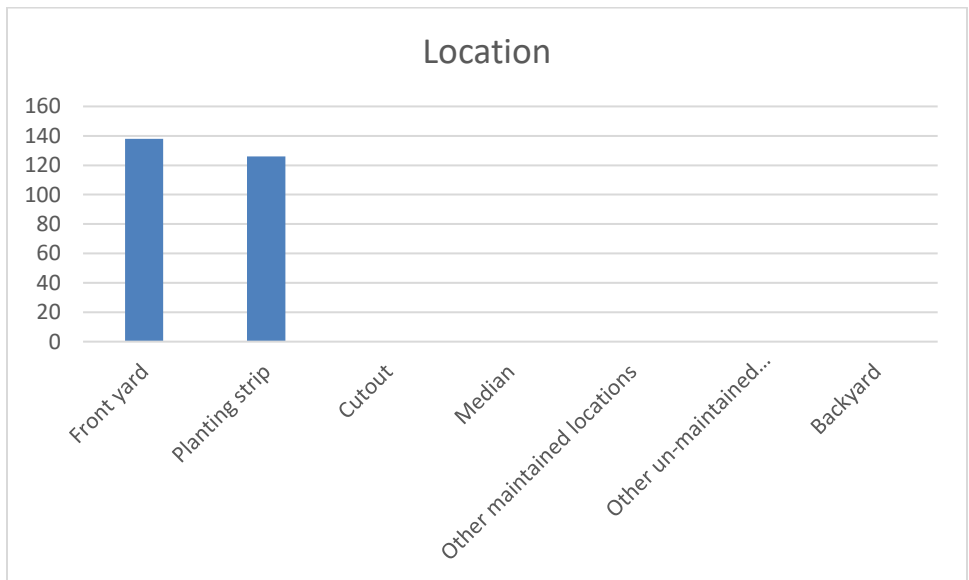 Location
160
140
120
100
80
60
40
20
0
Front yard
Planting strip
Cutout
Median
Other maintained locations
Other un-maintained...
Backyard